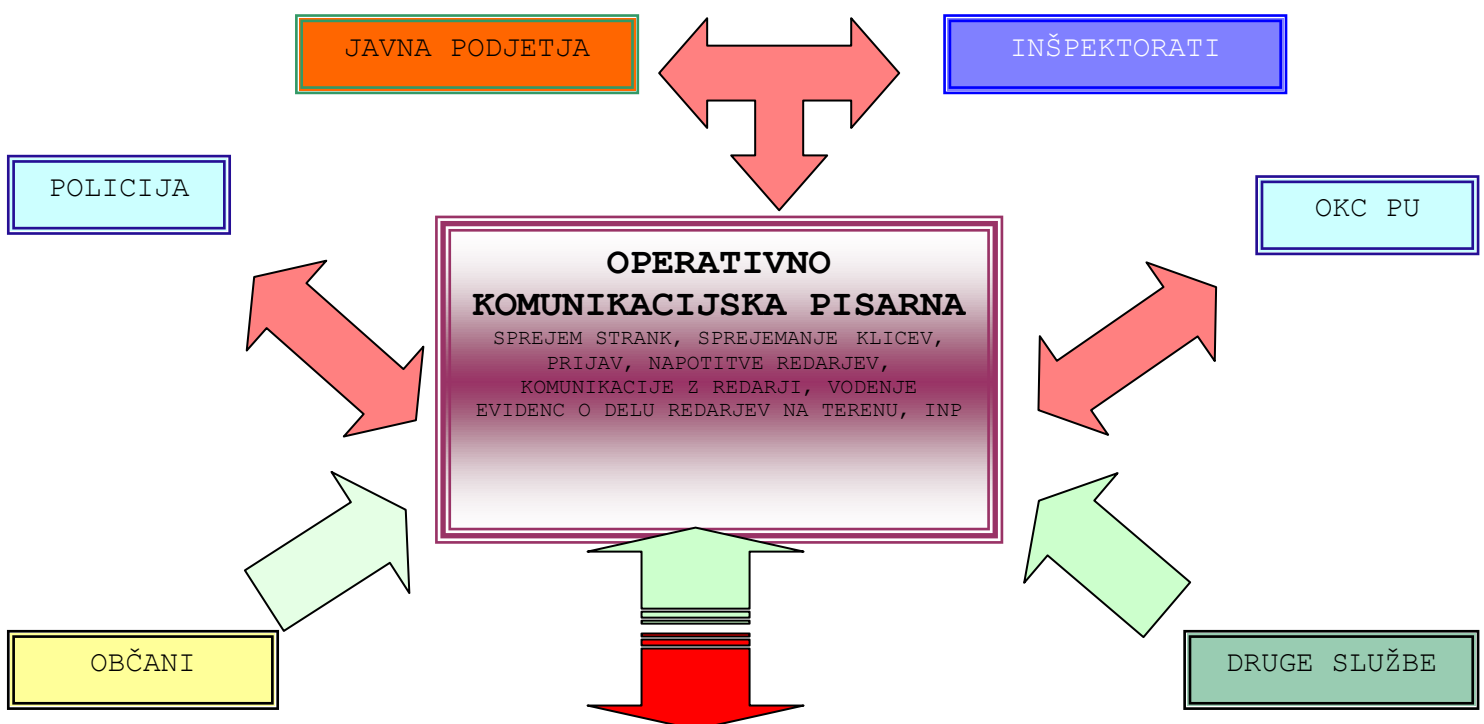 JAVNA PODJETJA
INŠPEKTORATI
POLICIJA
OKC PU
OPERATIVNO
KOMUNIKACIJSKA PISARNA
SPREJEM STRANK, SPREJEMANJE KLICEV,
PRIJAV, NAPOTITVE REDARJEV,
KOMUNIKACIJE Z REDARJI, VODENJE
EVIDENC O DELU REDARJEV NA TERENU, INP
OBČANI
DRUGE SLUŽBE